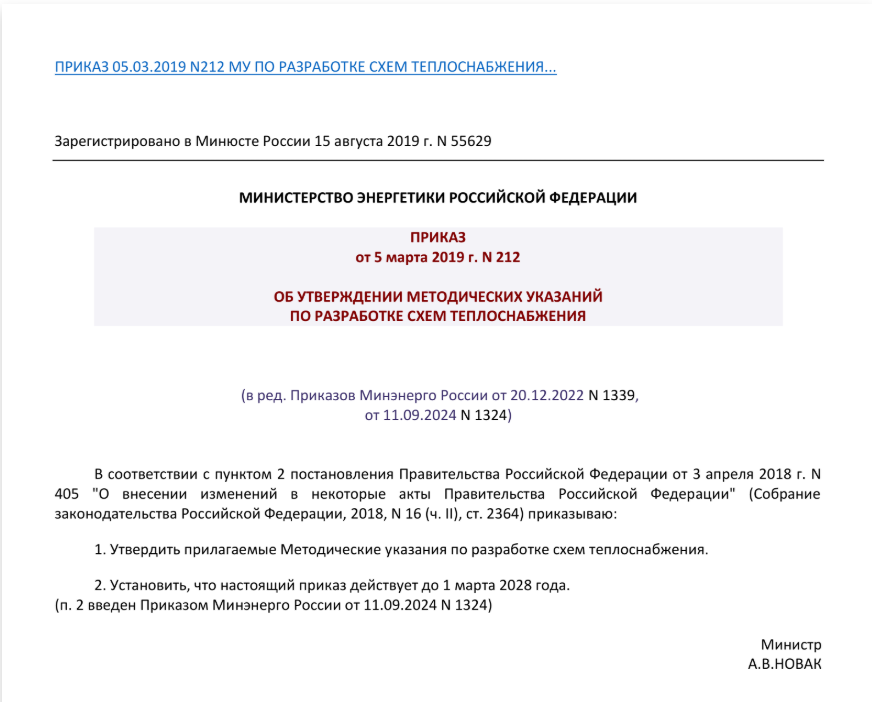 ПРИКАЗ 05.03.2019 N212 МУ ПО РАЗРАБОТКЕ СХЕМ ТЕПЛОСНАБЖЕНИЯ...
Зарегистрировано в Минюсте России 15 августа 2019 г. N 55629
МИНИСТЕРСТВО ЭНЕРГЕТИКИ РОССИЙСКОЙ ФЕДЕРАЦИИ
ПРИКАЗ
от 5 марта 2019 г. N 212
ОБ УТВЕРЖДЕНИИ МЕТОДИЧЕСКИХ УКАЗАНИЙ
ПО РАЗРАБОТКЕ СХЕМ ТЕПЛОСНАБЖЕНИЯ
(в ред. Приказов Минэнерго России от 20.12.2022 N 1339,
от 11.09.2024 N 1324)
В соответствии с пунктом 2 постановления Правительства Российской Федерации от 3 апреля 2018 г. N
405 "О внесении изменений в некоторые акты Правительства Российской Федерации" (Собрание
законодательства Российской Федерации, 2018, N 16 (ч. II), ст. 2364) приказываю:
1. Утвердить прилагаемые Методические указания по разработке схем теплоснабжения.
2. Установить, что настоящий приказ действует до 1 марта 2028 года.
(п. 2 введен Приказом Минэнерго России от 11.09.2024 N 1324)
Министр
А.В.НОВАК